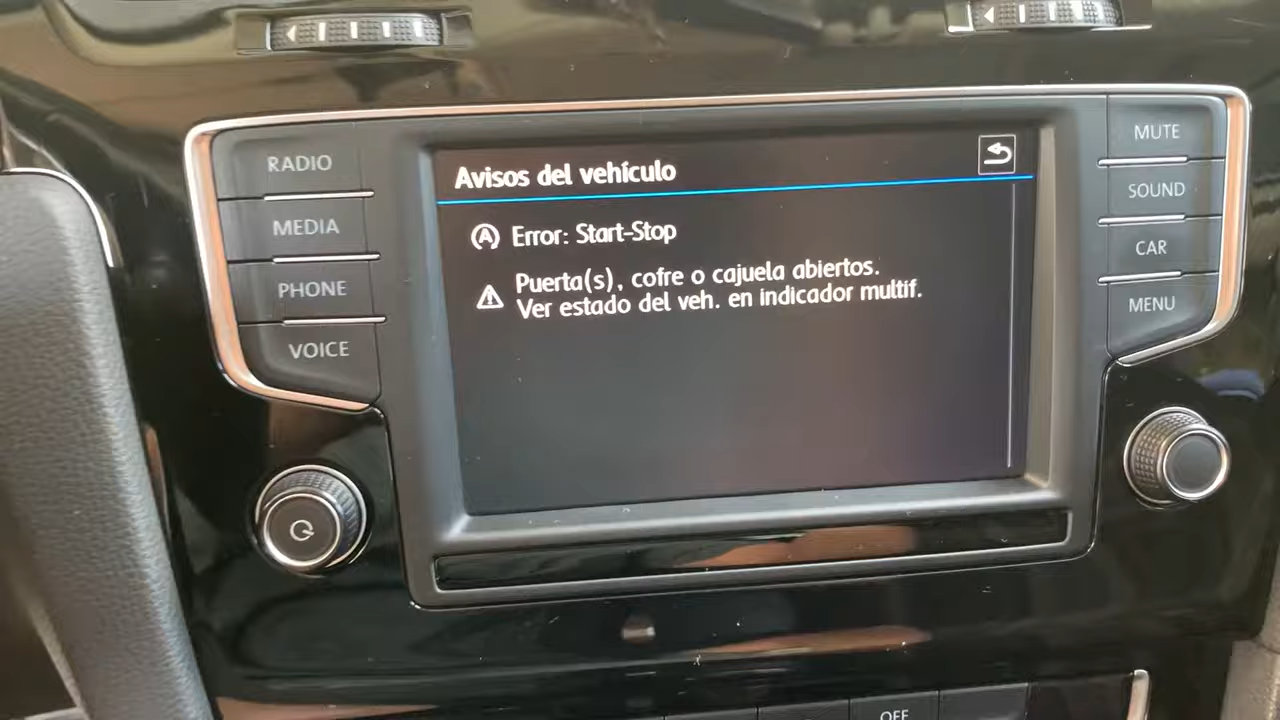 RADIO
MEDIA
PHONE
VOICE
Avisos del vehículo
Error: Start-Stop
Puerta(s), cofre o cajuela abiertos.
Ver estado del veh. en indicador multif.
MUTE
SOUND
CAR
MENU
OFF